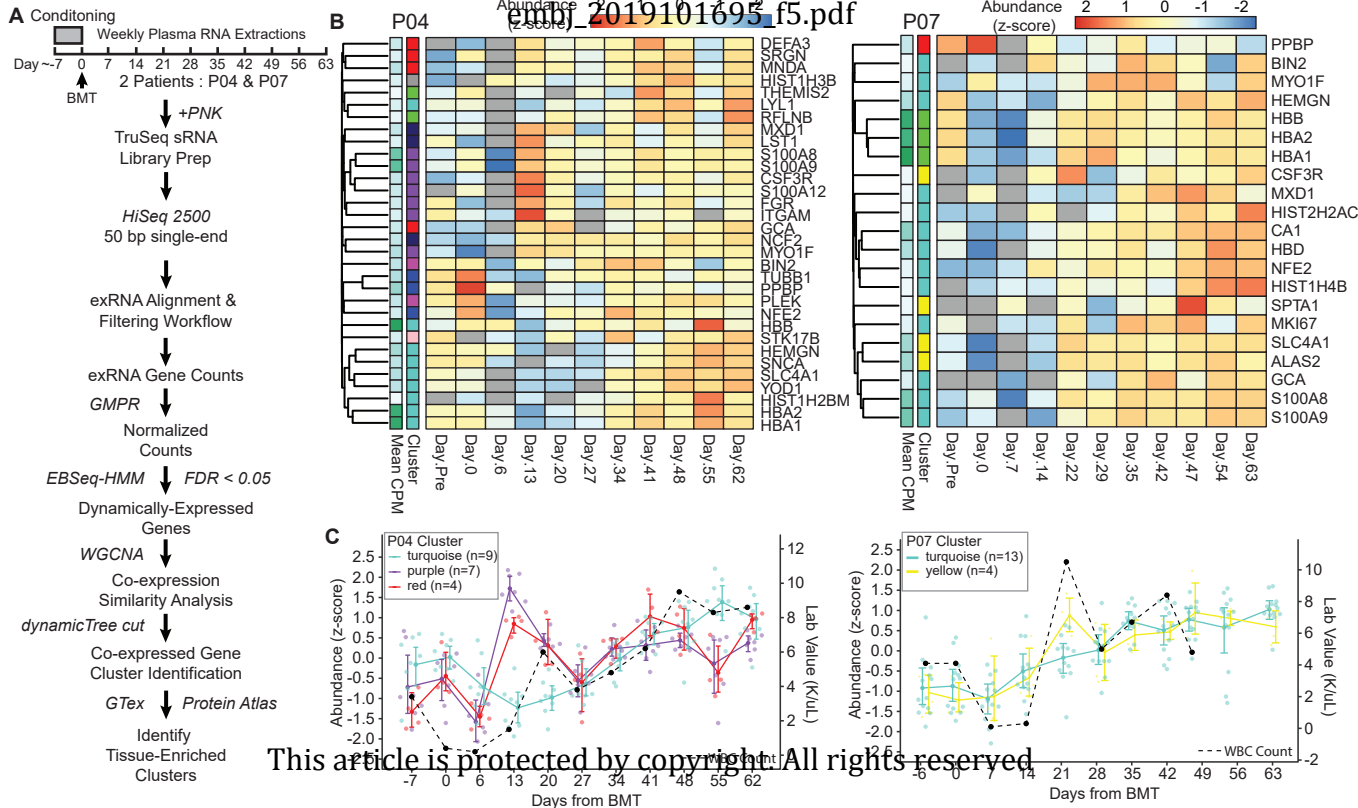 embj_2019101695_f5.pdf
A
Conditoning
Weekly Plasma RNA Extractions
Day ~-7 0 7 14 21 28 35 42 49 56 63
BMT
2 Patients : P04 & P07
+PNK
TruSeq sRNA
Library Prep
HiSeq 2500
50 bp single-end
exRNA Alignment &
Filtering Workflow
exRNA Gene Counts
GMPR
Normalized
Counts
EBSeq-HMM FDR < 0.05
Dynamically-Expressed
Genes
WGCNA
Co-expression
Similarity Analysis
dynamicTree cut
Co-expressed Gene
Cluster Identification
GTex Protein Atlas
Identify
Tissue-Enriched
Clusters
B
P04
Abundance
(z-score)
2 1 0 -1 -2
DEFA3
SRGN
MNDA
HIST1H3B
THEMIS2
LYL1
RFLNB
MXD1
LST1
S100A8
S100A9
CSF3R
S100A12
FGR
ITGAM
GCA
NCF2
MYO1F
BIN2
TUBB1
PPBP
PLEK
NFE2
HBB
STK17B
HEMGN
SNCA
SLC4A1
YOD1
HIST1H2BM
HBA2
HBA1
Mean CPM
Cluster
Day.Pre
Day.0
Day.6
Day.13
Day.20
Day.27
Day.34
Day.41
Day.48
Day.55
Day.62
P07
Abundance
(z-score)
2 1 0 -1 -2
PPBP
BIN2
MYO1F
HEMGN
HBB
HBA2
HBA1
CSF3R
MXD1
HIST2H2AC
CA1
HBD
NFE2
HIST1H4B
SPTA1
MKI67
SLC4A1
ALAS2
GCA
S100A8
S100A9
Mean CPM
Cluster
Day.Pre
Day.0
Day.7
Day.14
Day.22
Day.29
Day.35
Day.42
Day.47
Day.54
Day.63
C
P04 Cluster
turquoise (n=9)
purple (n=7)
red (n=4)
Abundance (z-score)
2.5
2.0
1.5
1.0
0.5
0.0
-0.5
-1.0
-1.5
-2.0
-2.5
Lab Value (K/uL)
12
10
8
6
4
2
0
WBC Count
-7 0 6 13 20 27 34 41 48 55 62
Days from BMT
P07 Cluster
turquoise (n=13)
yellow (n=4)
Abundance (z-score)
2.5
2.0
1.5
1.0
0.5
0.0
-0.5
-1.0
-1.5
-2.0
-2.5
Lab Value (K/uL)
10
8
6
4
2
0
-2
WBC Count
-6 0 7 14 21 28 35 42 56 63
Days from BMT
This article is protected by copyright. All rights reserved